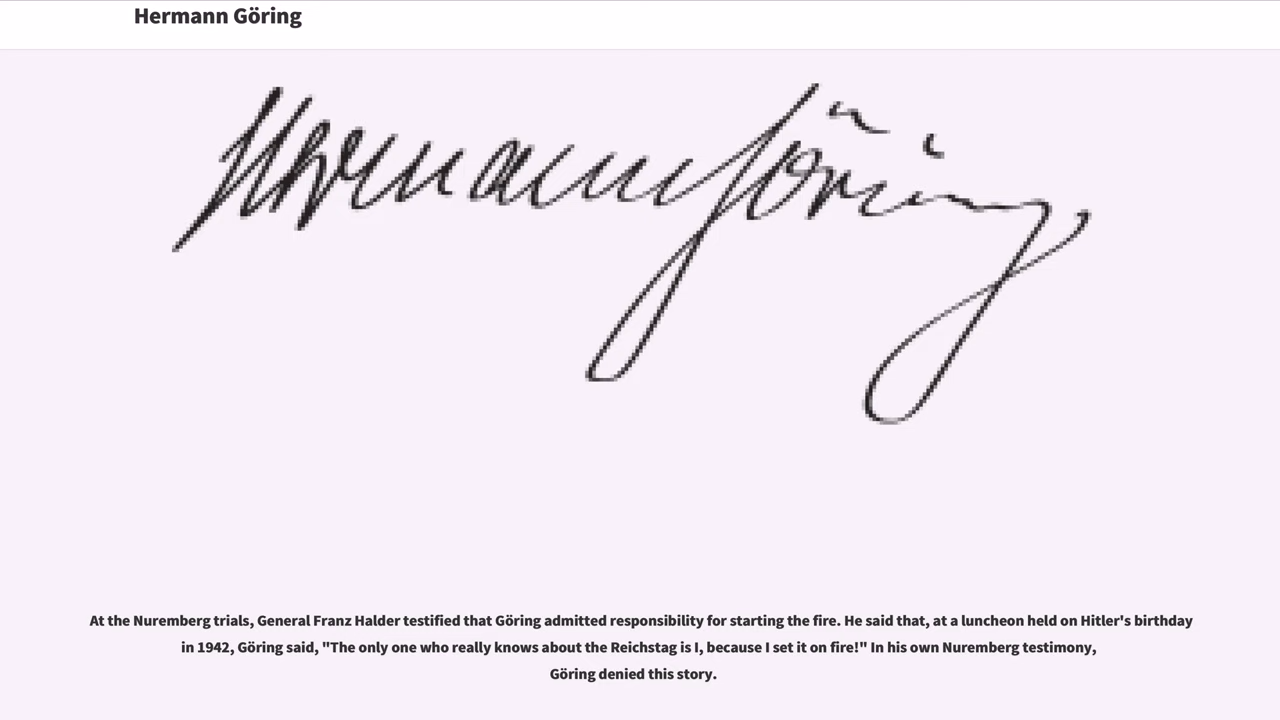 Hermann Göring
Hermann Göring
At the Nuremberg trials, General Franz Halder testified that Göring admitted responsibility for starting the fire. He said that, at a luncheon held on Hitler's birthday
in 1942, Göring said, "The only one who really knows about the Reichstag is I, because I set it on fire!" In his own Nuremberg testimony,
Göring denied this story.